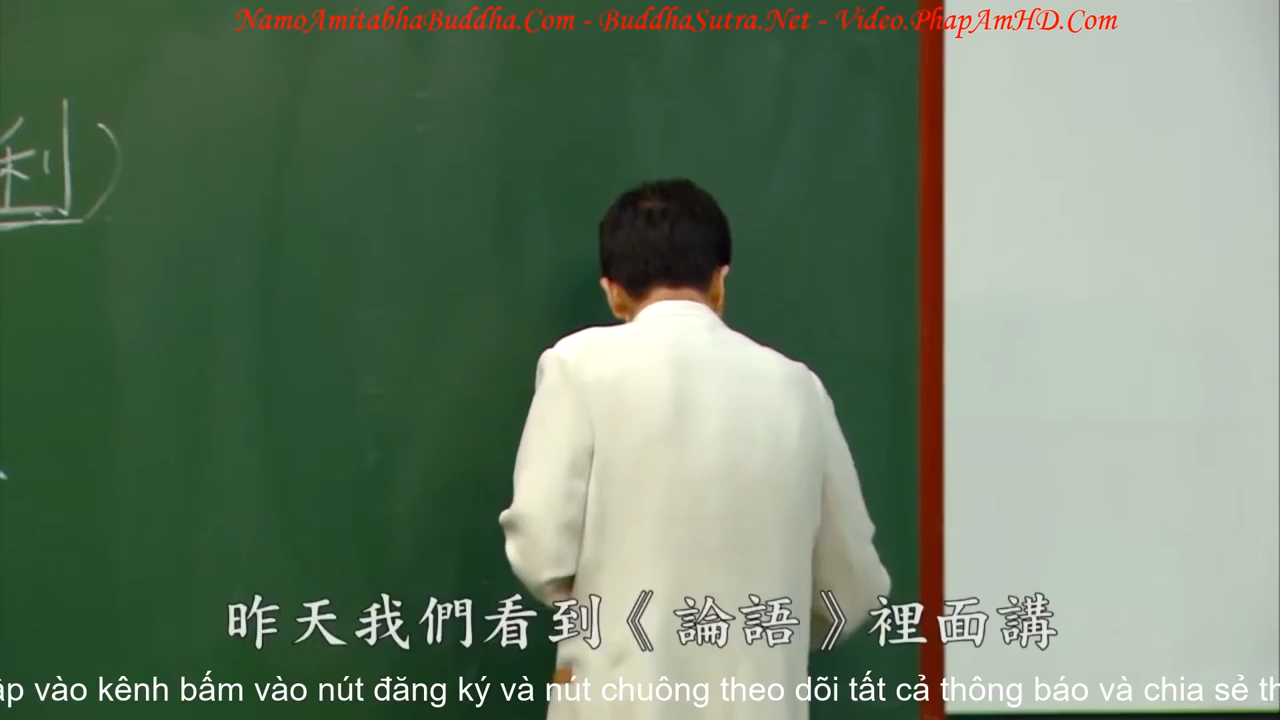 NamoAmitabhaBuddha.Com - BuddhaSutra.Net - Video.PhapAmHD.Com
利）
昨天我們看到《論語》裡面講
vào kênh bấm vào nút đăng ký và nút chuông theo dõi tất cả thông báo và chia sẻ